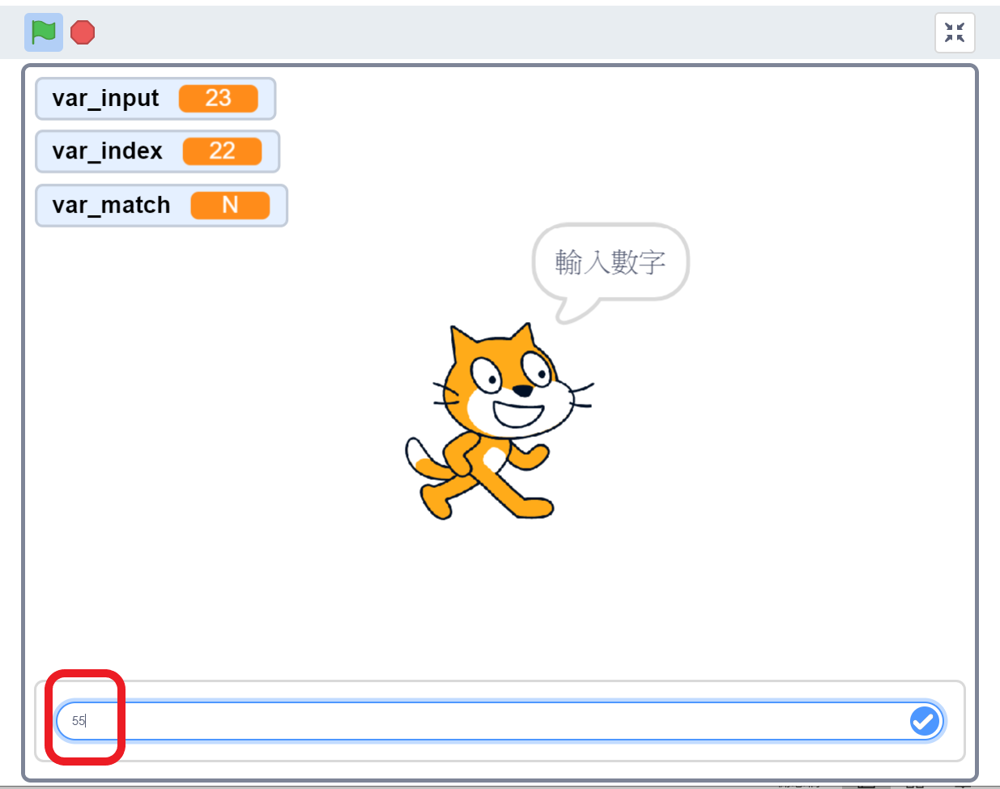 var_input 23
var_index 22
var_match N
輸入數字
55